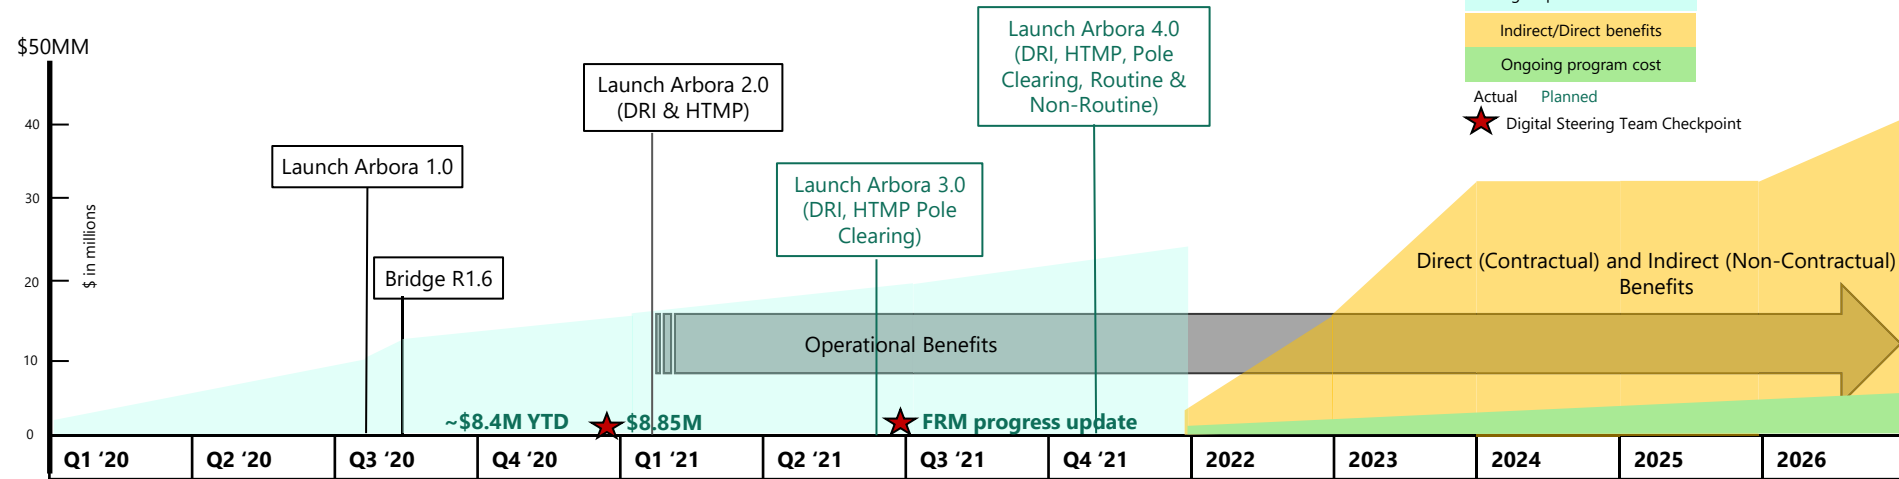 $50MM
40
30
20
10
0
$ in millions
Launch Arbora 1.0
Bridge R1.6
Launch Arbora 2.0
(DRI & HTMP)
Launch Arbora 3.0
(DRI, HTMP Pole
Clearing)
Launch Arbora 4.0
(DRI, HTMP, Pole
Clearing, Routine &
Non-Routine)
Indirect/Direct benefits
Ongoing program cost
Actual Planned
Digital Steering Team Checkpoint
Direct (Contractual) and Indirect (Non-Contractual)
Benefits
Operational Benefits
~$8.4M YTD
$8.85M
FRM progress update
Q1 ‘20
Q2 ‘20
Q3 ‘20
Q4 ‘20
Q1 ‘21
Q2 ‘21
Q3 ‘21
Q4 ‘21
2022
2023
2024
2025
2026